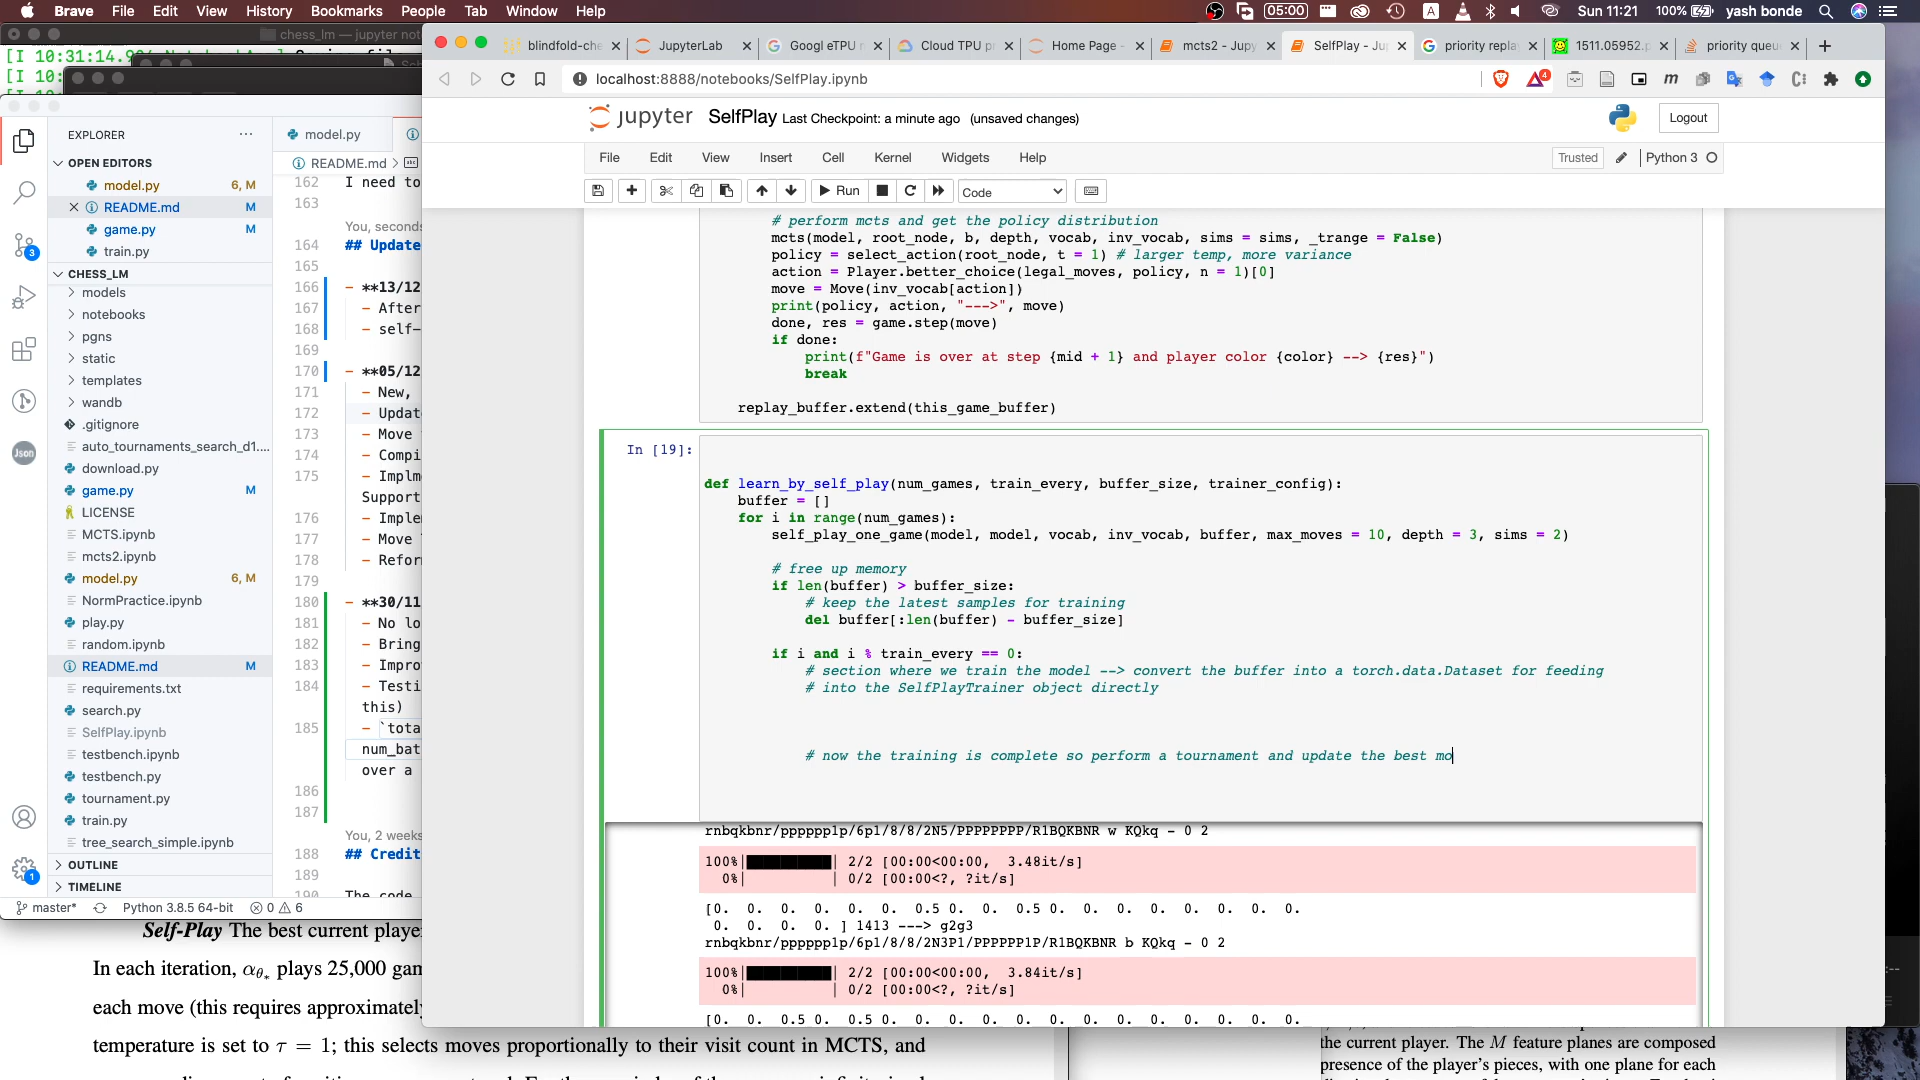 Brave File Edit View History Bookmarks People Tab Window Help
05:00 A 100% Sun 11:21 yash bonde
chess_lm — jupyter not
[I 10:31:14.9
[I 10:
EXPLORER
OPEN EDITORS
model.py 6, M
README.md M
game.py M
train.py
CHESS_LM
models
notebooks
pgns
static
templates
wandb
.gitignore
auto_tournaments_search_d1....
download.py
game.py M
LICENSE
MCTS.ipynb
mcts2.ipynb
model.py 6, M
NormPractice.ipynb
play.py
random.ipynb
README.md M
requirements.txt
search.py
SelfPlay.ipynb
testbench.ipynb
testbench.py
tournament.py
train.py
tree_search_simple.ipynb
OUTLINE
TIMELINE
master* Python 3.8.5 64-bit 0 6
Json
3
1
model.py
README.md >
162 I need to
163
You, seconds
164 ## Update
165
166 - **13/12
167 - After
168 - self-
169
170 - **05/12
171 - New,
172 - Updat
173 - Move
174 - Compi
175 - Implm
Support
176 - Implem
177 - Move
178 - Refor
179
180 - **30/11
181 - No lo
182 - Bring
183 - Impro
184 - Testi
this)
185 - `tota
num_bat
over a
186
187
You, 2 weeks
188 ## Credit
189
190 The code
blindfold-che JupyterLab Googl eTPU Cloud TPU p Home Page - mcts2 - Jupy SelfPlay - Ju priority repla 1511.05952.p priority queu
localhost:8888/notebooks/SelfPlay.ipynb
4
jupyter SelfPlay Last Checkpoint: a minute ago (unsaved changes)
Logout
File Edit View Insert Cell Kernel Widgets Help
Trusted Python 3
Run Code
# perform mcts and get the policy distribution
mcts(model, root_node, b, depth, vocab, inv_vocab, sims = sims, _trange = False)
policy = select_action(root_node, t = 1) # larger temp, more variance
action = Player.better_choice(legal_moves, policy, n = 1)[0]
move = Move(inv_vocab[action])
print(policy, action, "--->", move)
done, res = game.step(move)
if done:
print(f"Game is over at step {mid + 1} and player color {color} --> {res}")
break
replay_buffer.extend(this_game_buffer)
In [19]:
def learn_by_self_play(num_games, train_every, buffer_size, trainer_config):
buffer = []
for i in range(num_games):
self_play_one_game(model, model, vocab, inv_vocab, buffer, max_moves = 10, depth = 3, sims = 2)
# free up memory
if len(buffer) > buffer_size:
# keep the latest samples for training
del buffer[:len(buffer) - buffer_size]
if i and i % train_every == 0:
# section where we train the model --> convert the buffer into a torch.data.Dataset for feeding
# into the SelfPlayTrainer object directly
# now the training is complete so perform a tournament and update the best mo
rnbqkbnr/pppppp1p/6p1/8/8/2N5/PPPPPPPP/R1BQKBNR w KQkq - 0 2
100%| | 2/2 [00:00<00:00, 3.48it/s]
0%| | 0/2 [00:00<?, ?it/s]
[0. 0. 0. 0. 0. 0. 0.5 0. 0. 0.5 0. 0. 0. 0. 0. 0. 0. 0.
0. 0. 0. 0. ] 1413 ---> g2g3
rnbqkbnr/pppppp1p/6p1/8/8/2N3P1/PPPPPP1P/R1BQKBNR b KQkq - 0 2
100%| | 2/2 [00:00<00:00, 3.84it/s]
0%| | 0/2 [00:00<?, ?it/s]
[0. 0. 0.5 0. 0.5 0. 0. 0. 0. 0. 0. 0. 0. 0. 0. 0. 0. 0.
Self-Play The best current playe
In each iteration, αθ* plays 25,000 gam
each move (this requires approximately
temperature is set to τ = 1; this selects moves proportionally to their visit count in MCTS, and
the current player. The M feature planes are composed
presence of the player's pieces, with one plane for each